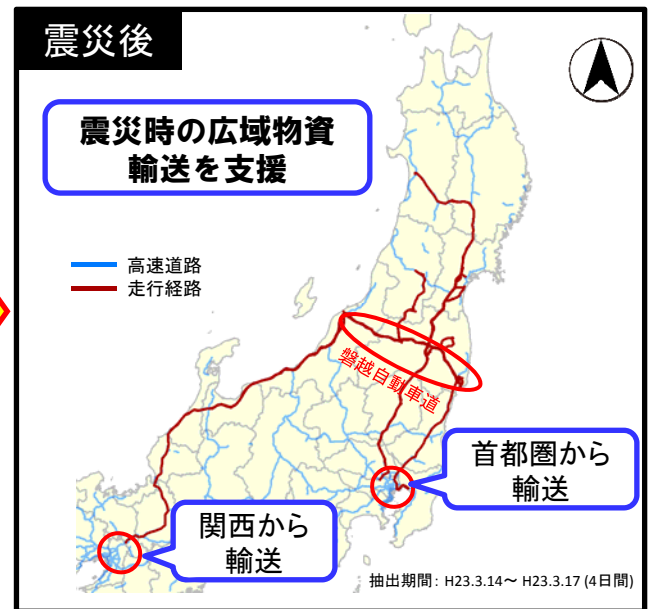 震災後
震災時の広域物資
輸送を支援
高速道路
走行経路
磐越自動車道
首都圏から
輸送
関西から
輸送
抽出期間: H23.3.14～ H23.3.17 (4日間)